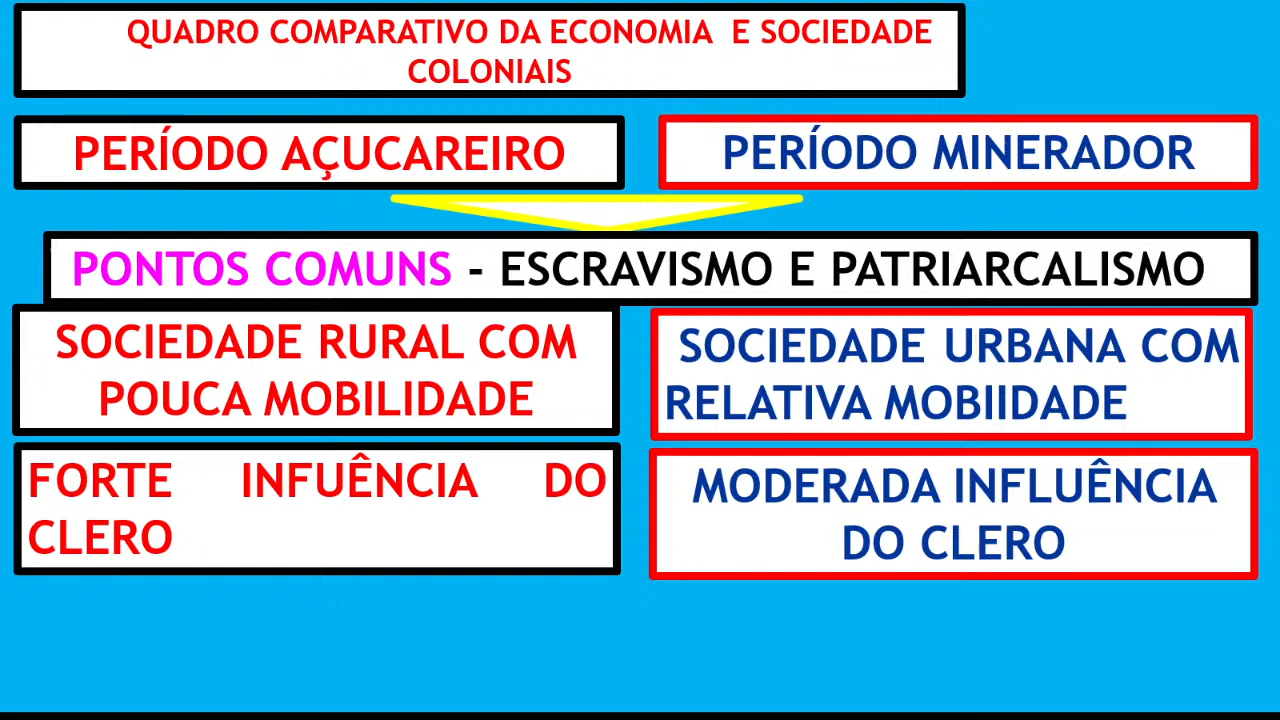 QUADRO COMPARATIVO DA ECONOMIA E SOCIEDADE
COLONIAIS
PERÍODO AÇUCAREIRO
PERÍODO MINERADOR
PONTOS COMUNS - ESCRAVISMO E PATRIARCALISMO
SOCIEDADE RURAL COM
POUCA MOBILIDADE
SOCIEDADE URBANA COM
RELATIVA MOBIIDADE
FORTE INFUÊNCIA DO
CLERO
MODERADA INFLUÊNCIA
DO CLERO